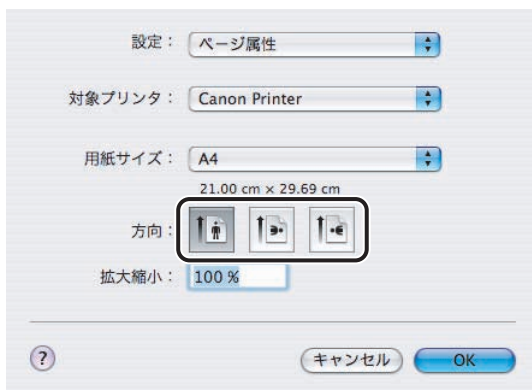 設定： ページ属性
対象プリンタ： Canon Printer
用紙サイズ： A4
21.00 cm × 29.69 cm
方向：
拡大縮小： 100 %
? キャンセル OK